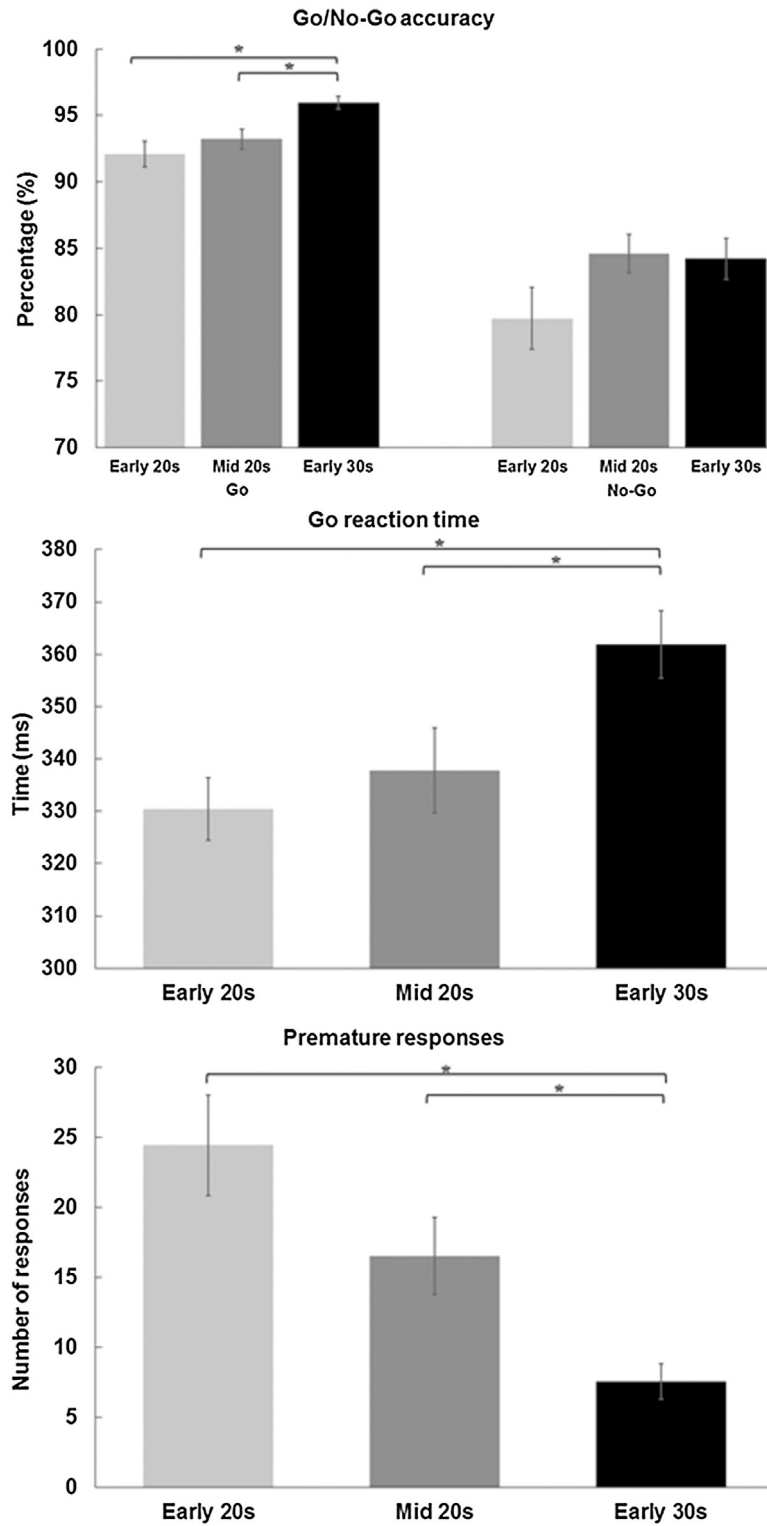 Go/No-Go accuracy
100
95
90
85
80
75
70
Percentage (%)
*
*
Early 20s Mid 20s Early 30s Early 20s Mid 20s Early 30s
Go No-Go
Go reaction time
380
370
360
350
340
330
320
310
300
Time (ms)
*
*
Early 20s Mid 20s Early 30s
Premature responses
30
25
20
15
10
5
0
Number of responses
*
*
Early 20s Mid 20s Early 30s